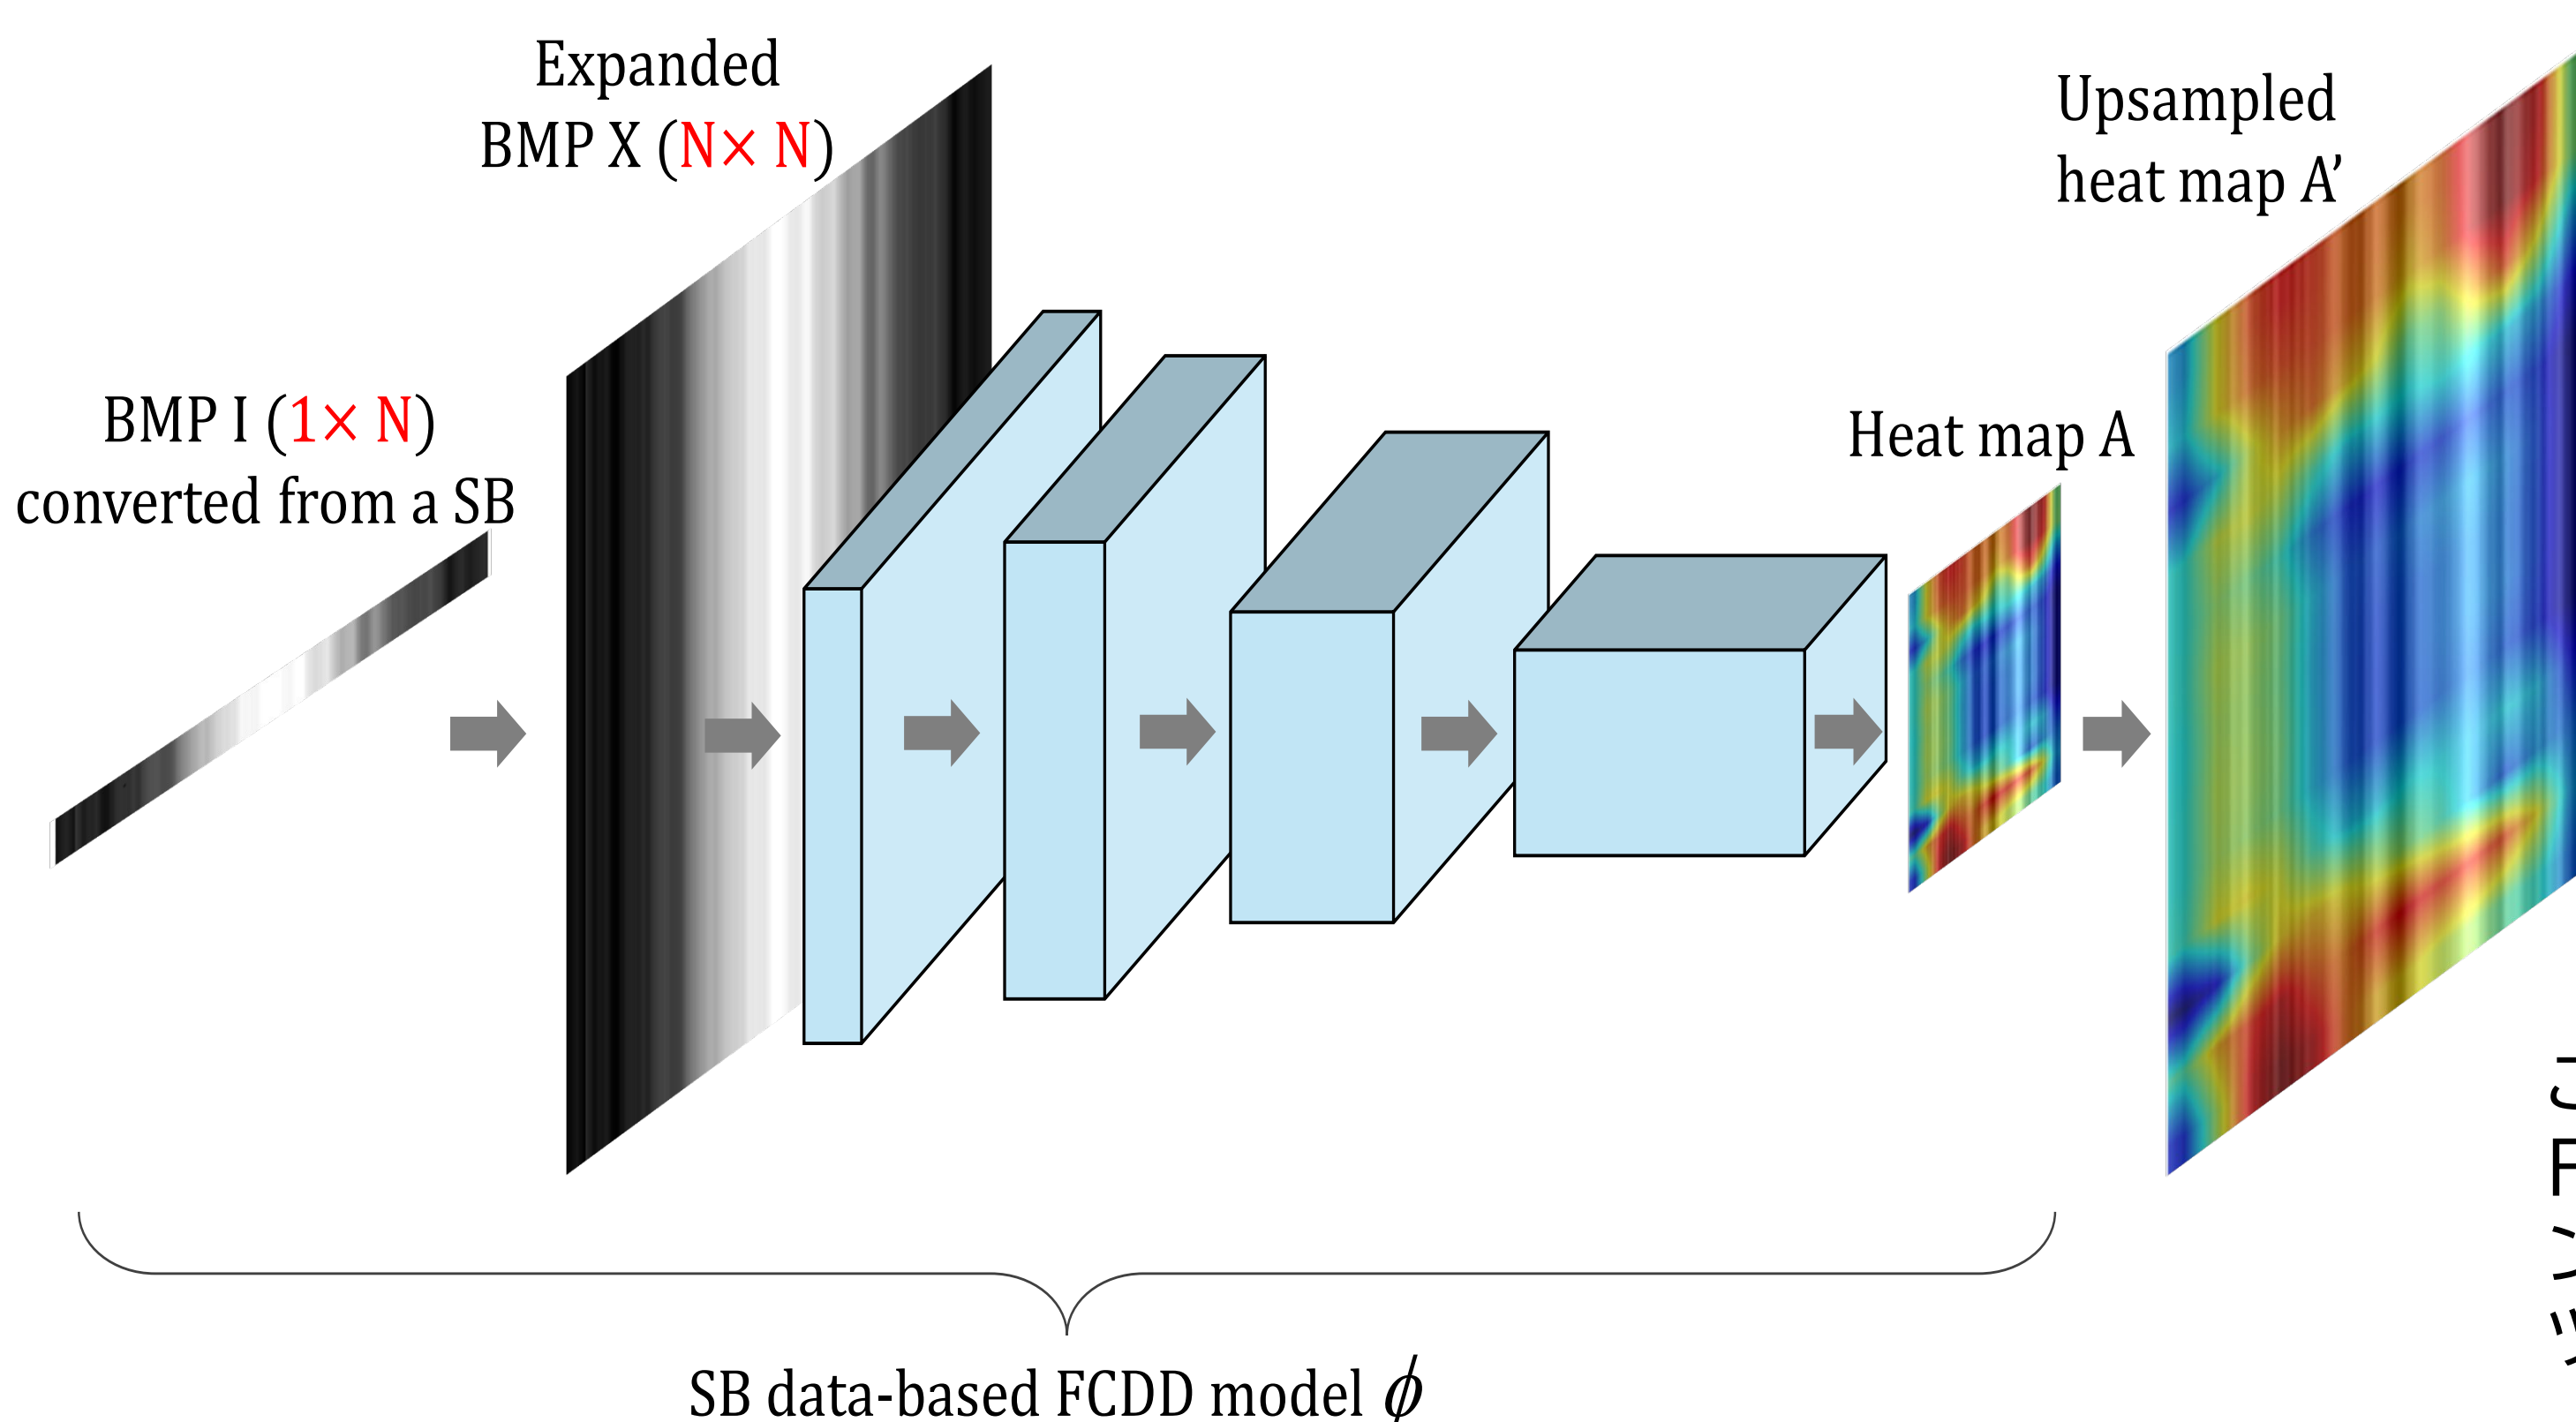 Expanded
BMP X (N× N)
BMP I (1× N)
converted from a SB
Upsampled
heat map A’
Heat map A
SB data-based FCDD model ϕ